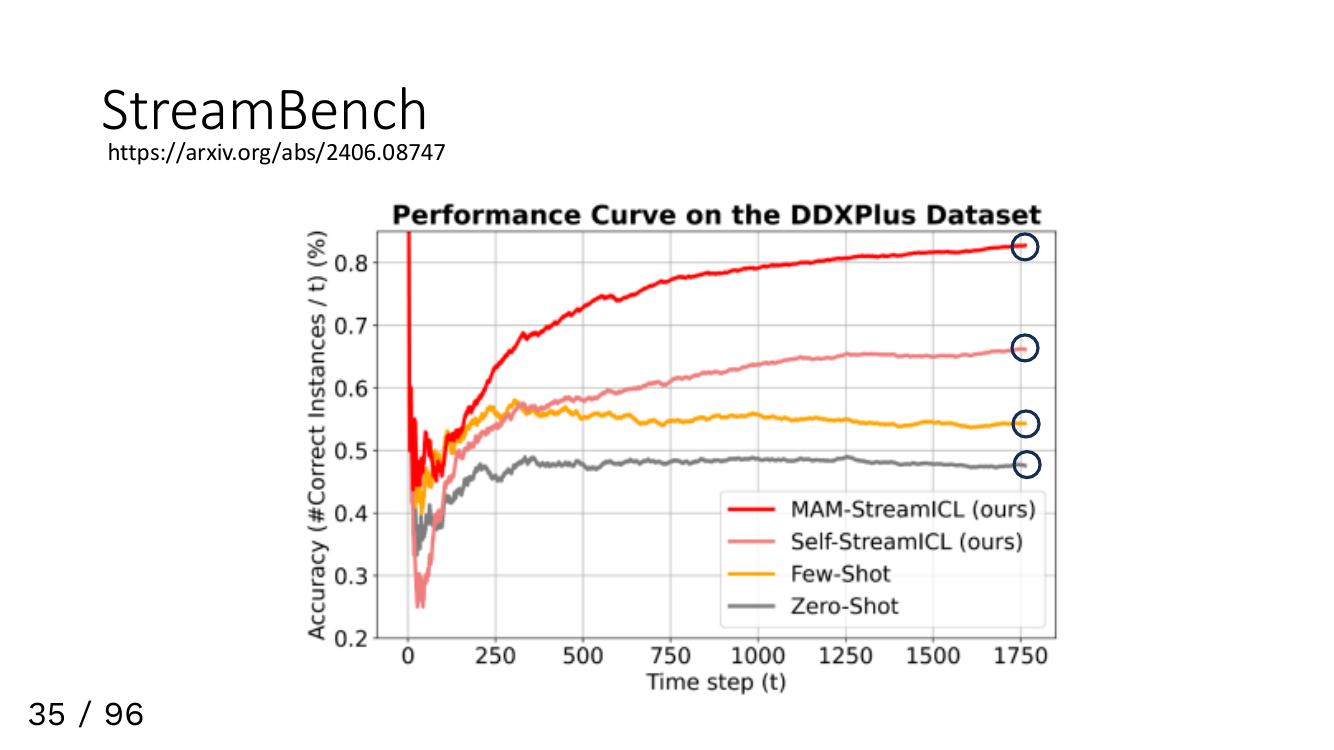 StreamBench
https://arxiv.org/abs/2406.08747
Performance Curve on the DDXPlus Dataset
Accuracy (#Correct Instances / t) (%)
0.8
0.7
0.6
0.5
0.4
0.3
0.2
MAM-StreamICL (ours)
Self-StreamICL (ours)
Few-Shot
Zero-Shot
0 250 500 750 1000 1250 1500 1750
Time step (t)
35 / 96